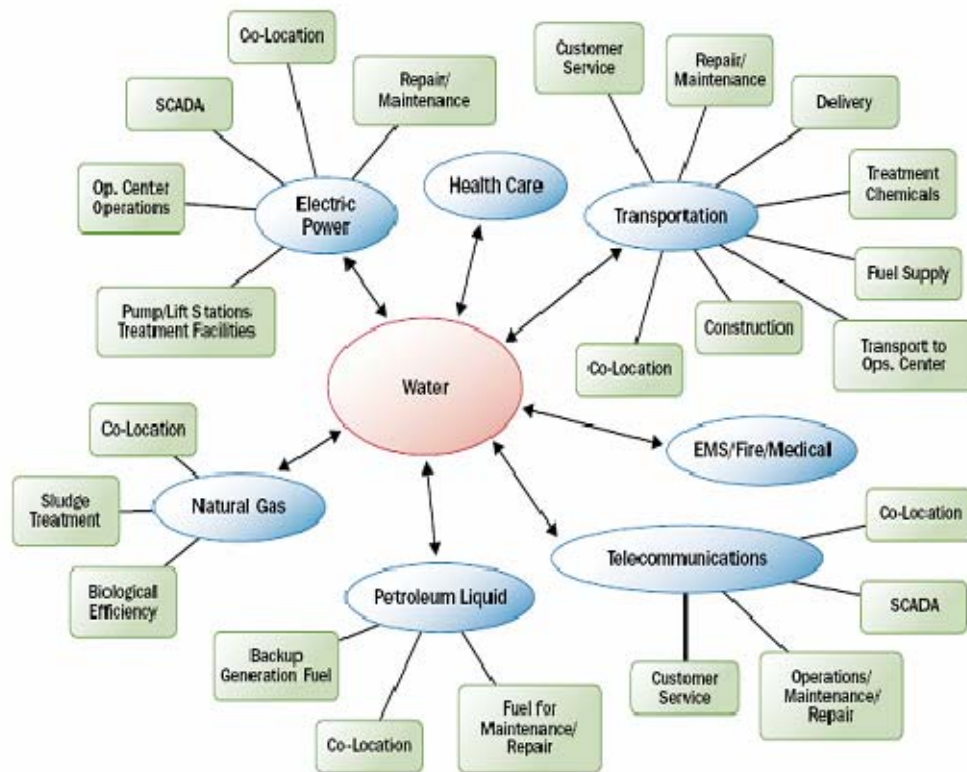 Co-Location
Customer
Service
Repair/
Maintenance
Repair/
Maintenance
SCADA
Delivery
Op. Center
Operations
Electric
Power
Health Care
Transportation
Treatment
Chemicals
Fuel Supply
Pump/Lift Stations
Treatment Facilities
Construction
Co-Location
Transport to
Ops. Center
Water
Co-Location
EMS/Fire/Medical
Sludge
Treatment
Natural Gas
Co-Location
Telecommunications
Biological
Efficiency
Petroleum Liquid
SCADA
Backup
Generation Fuel
Customer
Service
Operations/
Maintenance/
Repair
Co-Location
Fuel for
Maintenance/
Repair